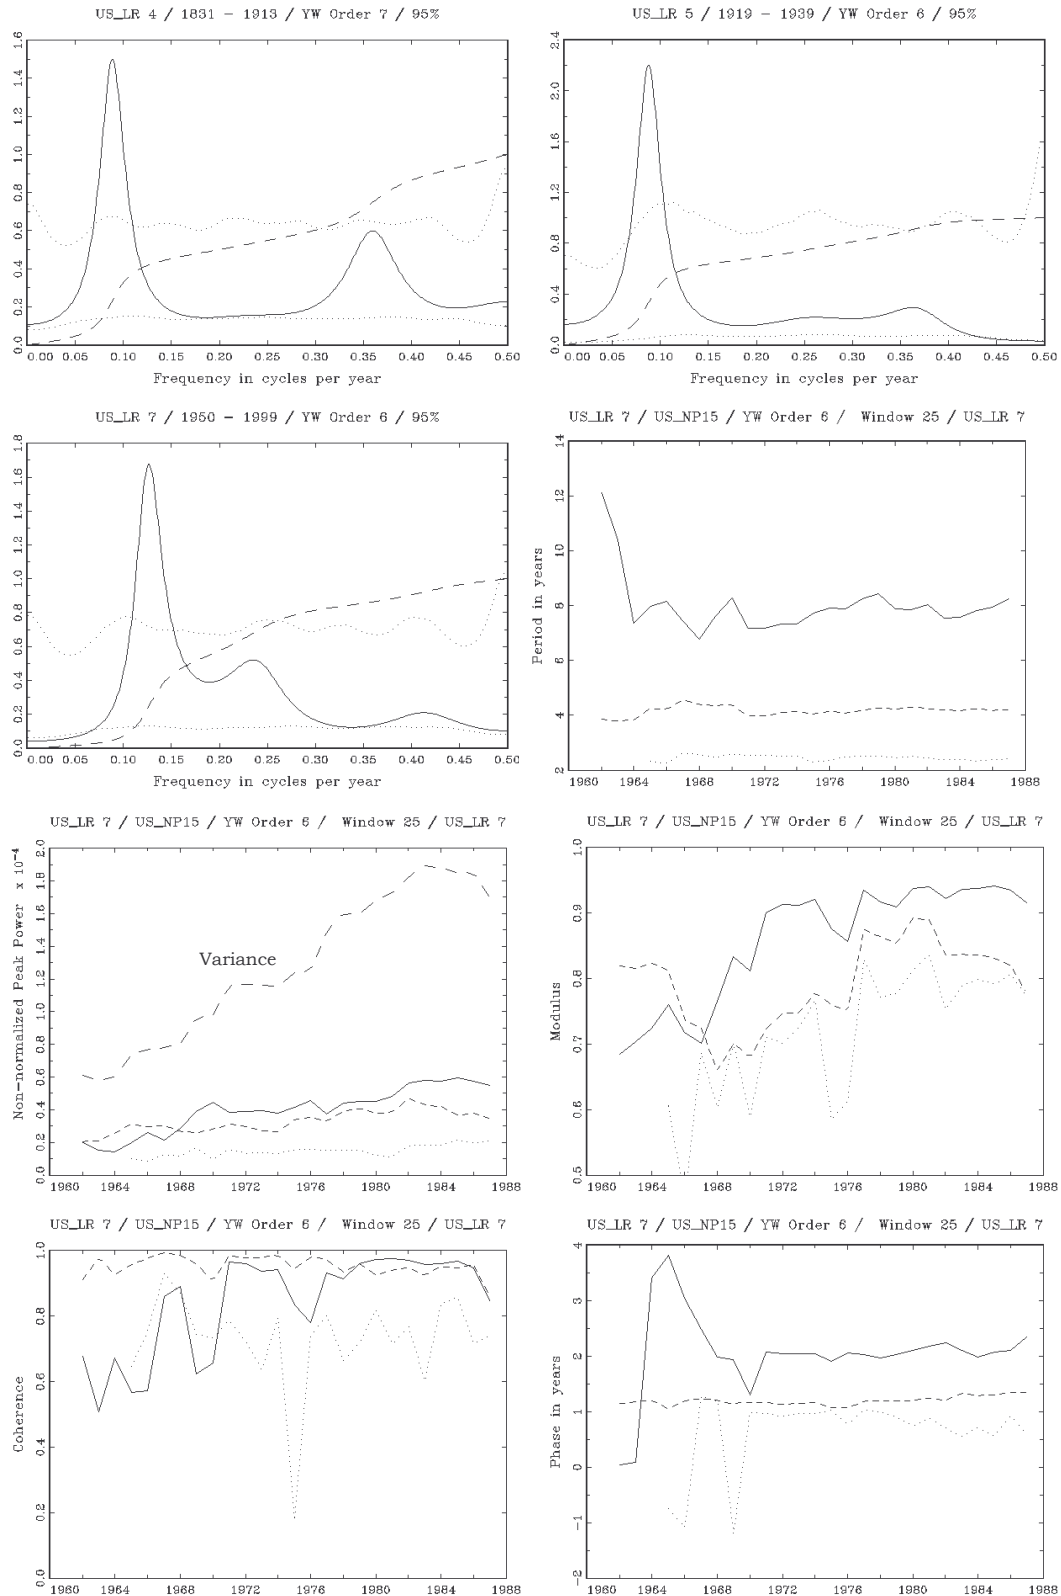 US_LR 4 / 1831 - 1913 / YW Order 7 / 95%
0.0 0.2 0.4 0.6 0.8 1.0 1.2 1.4 1.6
0.00 0.05 0.10 0.15 0.20 0.25 0.30 0.35 0.40 0.45 0.50
Frequency in cycles per year
US_LR 5 / 1919 - 1939 / YW Order 6 / 95%
0.0 0.4 0.8 1.2 1.6 2.0 2.4
0.00 0.05 0.10 0.15 0.20 0.25 0.30 0.35 0.40 0.45 0.50
Frequency in cycles per year
US_LR 7 / 1950 - 1999 / YW Order 6 / 95%
0.0 0.2 0.4 0.6 0.8 1.0 1.2 1.4 1.6 1.8
0.00 0.05 0.10 0.15 0.20 0.25 0.30 0.35 0.40 0.45 0.50
Frequency in cycles per year
US_LR 7 / US_NP15 / YW Order 6 / Window 25 / US_LR 7
Period in years
2 4 6 8 10 12 14
1960 1964 1968 1972 1976 1980 1984 1988
US_LR 7 / US_NP15 / YW Order 6 / Window 25 / US_LR 7
Non-normalized Peak Power x 10⁻⁴
0.0 0.2 0.4 0.6 0.8 1.0 1.2 1.4 1.6 1.8 2.0
Variance
1960 1964 1968 1972 1976 1980 1984 1988
US_LR 7 / US_NP15 / YW Order 6 / Window 25 / US_LR 7
Modulus
0.5 0.6 0.7 0.8 0.9 1.0
1960 1964 1968 1972 1976 1980 1984 1988
US_LR 7 / US_NP15 / YW Order 6 / Window 25 / US_LR 7
Coherence
0.0 0.2 0.4 0.6 0.8 1.0
1960 1964 1968 1972 1976 1980 1984 1988
US_LR 7 / US_NP15 / YW Order 6 / Window 25 / US_LR 7
Phase in years
-2 -1 0 1 2 3 4
1960 1964 1968 1972 1976 1980 1984 1988